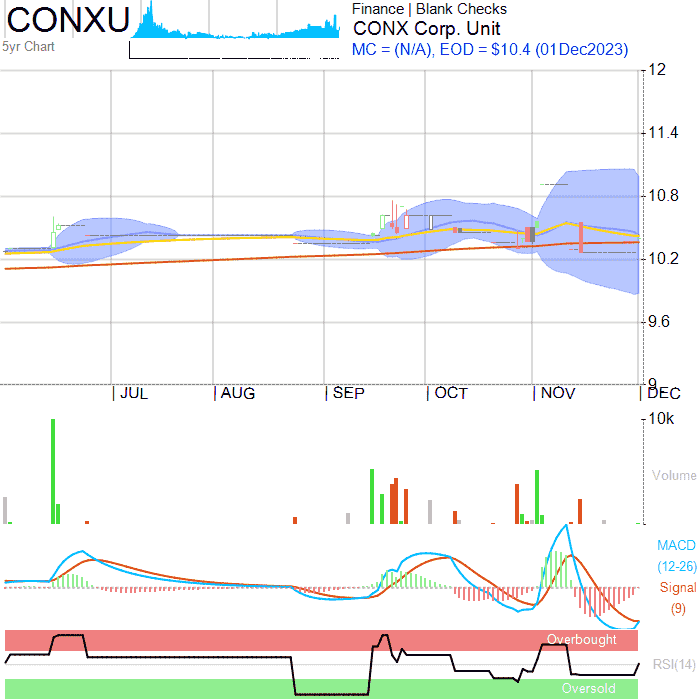 CONXU
Finance | Blank Checks
CONX Corp. Unit
5yr Chart
MC = (N/A), EOD = $10.4 (01Dec2023)
12
11.4
10.8
10.2
9.6
9
JUL
AUG
SEP
OCT
NOV
DEC
10k
Volume
MACD
(12-26)
Signal
(9)
Overbought
RSI(14)
Oversold